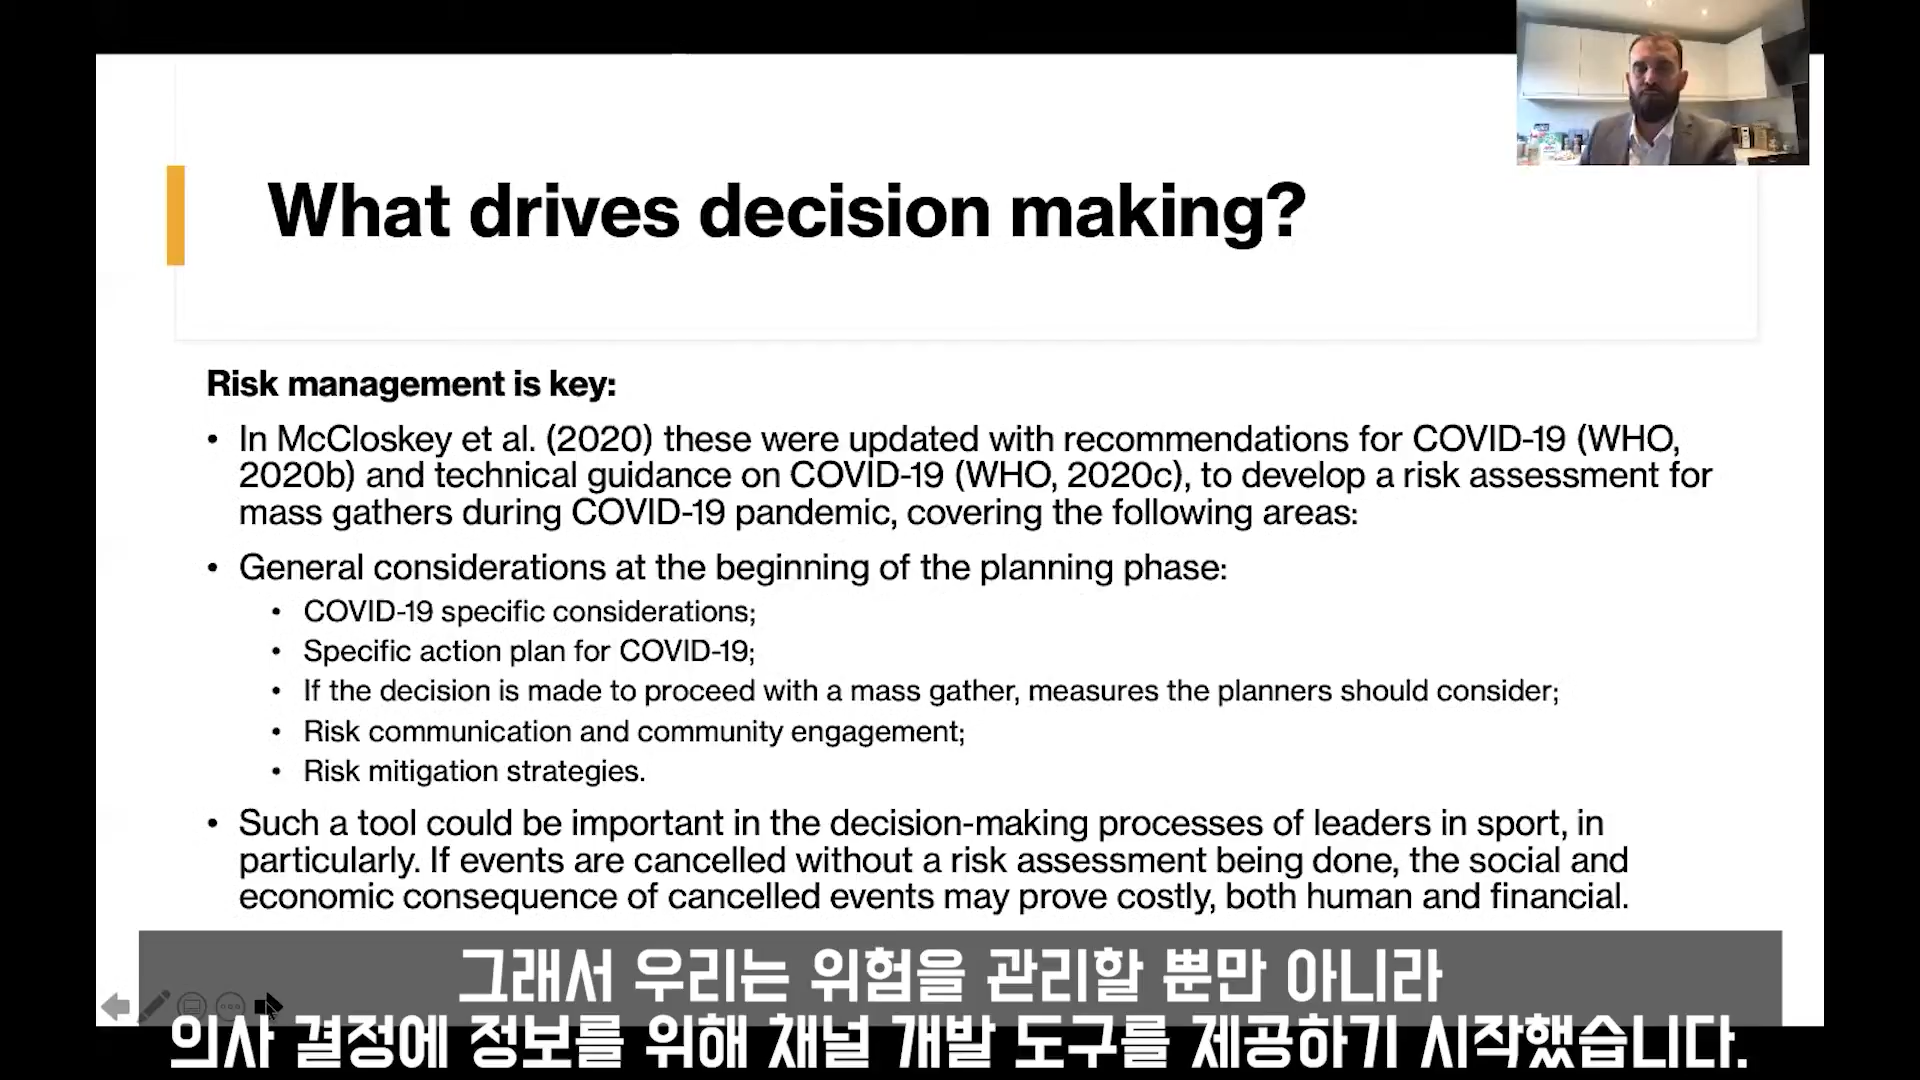 What drives decision making?
Risk management is key:
• In McCloskey et al. (2020) these were updated with recommendations for COVID-19 (WHO,
2020b) and technical guidance on COVID-19 (WHO, 2020c), to develop a risk assessment for
mass gathers during COVID-19 pandemic, covering the following areas:
• General considerations at the beginning of the planning phase:
• COVID-19 specific considerations;
• Specific action plan for COVID-19;
• If the decision is made to proceed with a mass gather, measures the planners should consider;
• Risk communication and community engagement;
• Risk mitigation strategies.
• Such a tool could be important in the decision-making processes of leaders in sport, in
particularly. If events are cancelled without a risk assessment being done, the social and
economic consequence of cancelled events may prove costly, both human and financial.
그래서 우리는 위험을 관리할 뿐만 아니라
의사 결정에 정보를 위해 채널 개발 도구를 제공하기 시작했습니다.